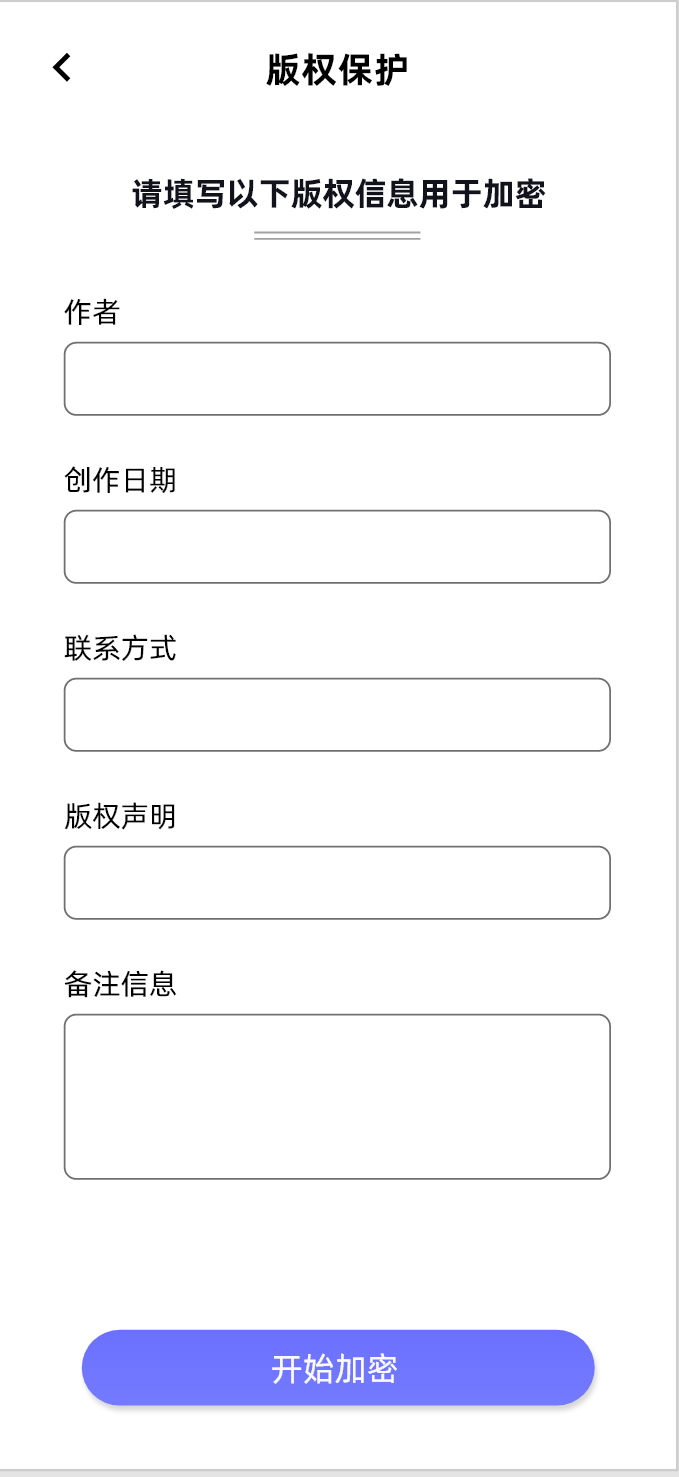 版权保护
请填写以下版权信息用于加密
作者
创作日期
联系方式
版权声明
备注信息
开始加密